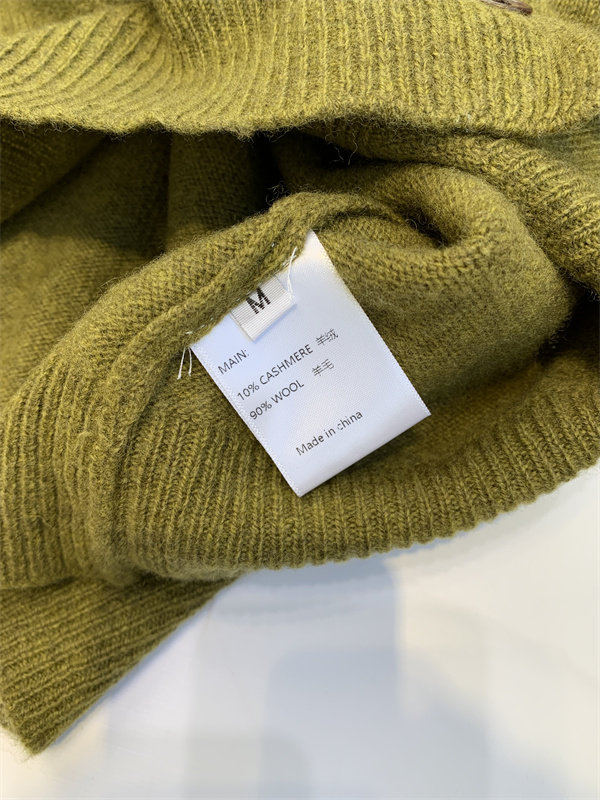 M
MAIN:
10% CASHMERE 羊绒
90% WOOL 羊毛
Made in china